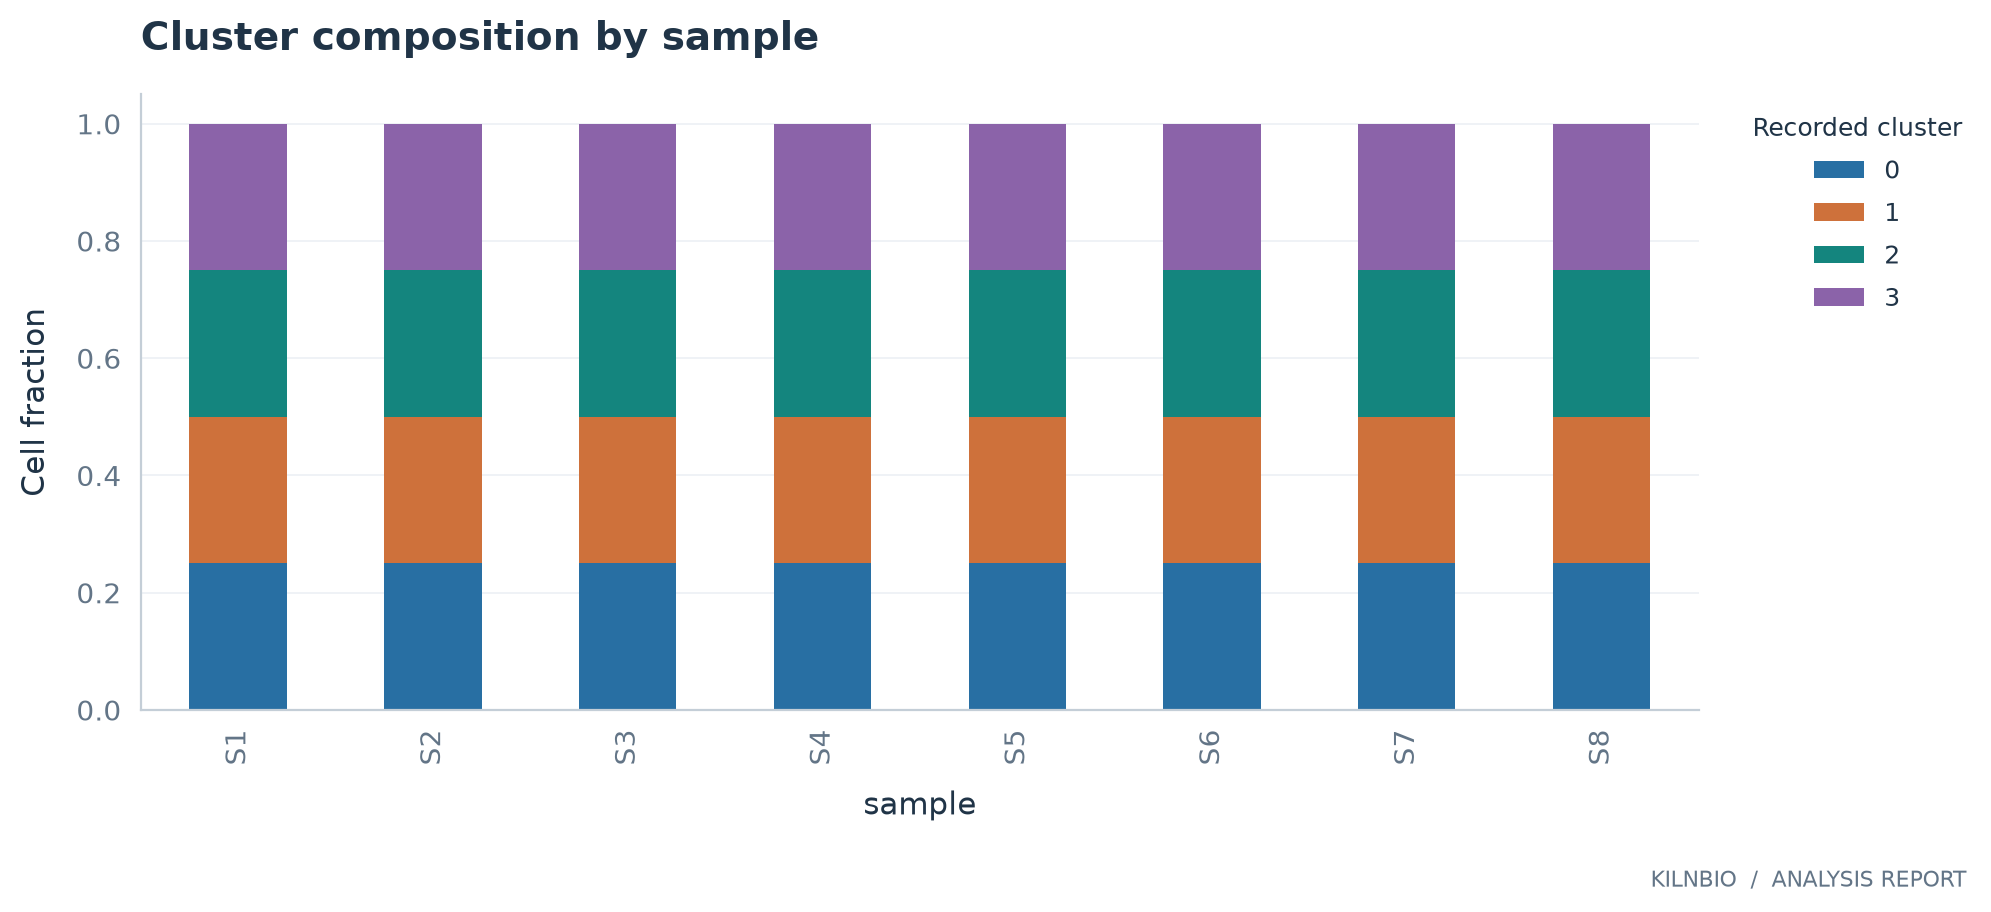 Cluster composition by sample
Cell fraction
1.0
0.8
0.6
0.4
0.2
0.0
S1
S2
S3
S4
S5
S6
S7
S8
sample
Recorded cluster
0
1
2
3
KILNBIO / ANALYSIS REPORT